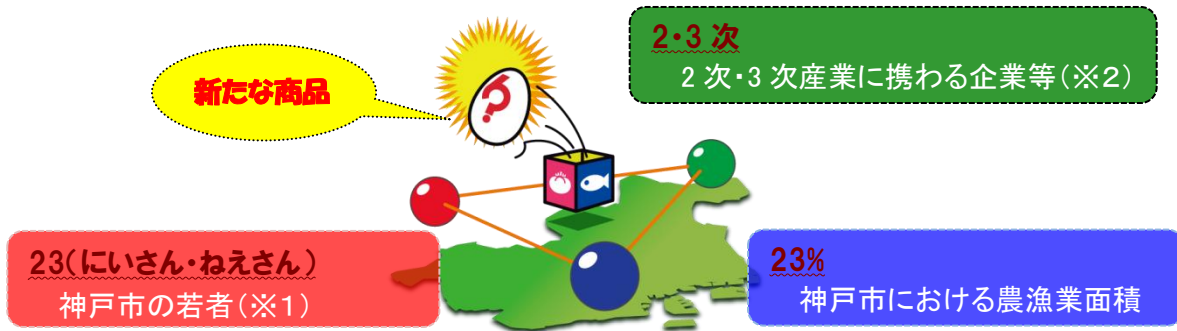 新たな商品
?
2・3 次
2 次・3 次産業に携わる企業等(※2)
23(にいさん・ねえさん)
神戸市の若者(※1)
23%
神戸市における農漁業面積